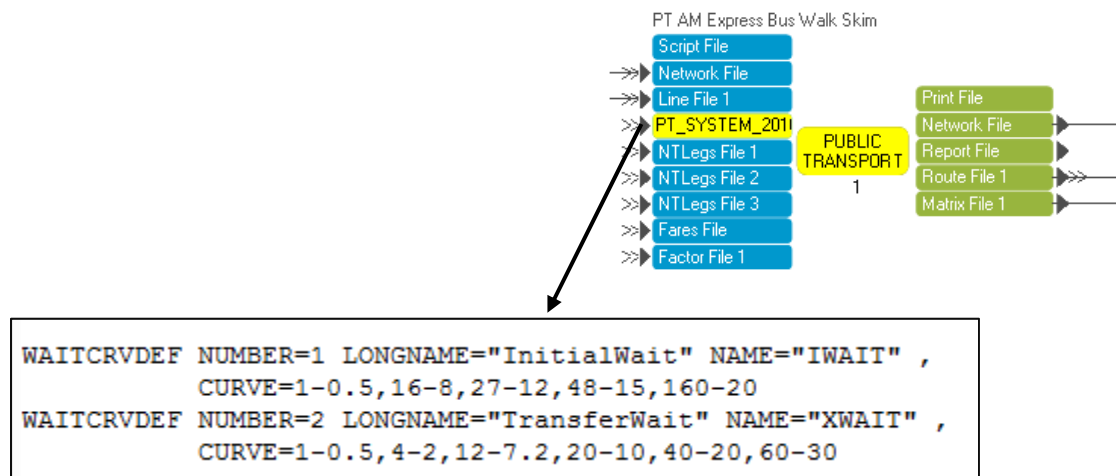 PT AM Express Bus Walk Skim
Script File
Network File
Line File 1
PT_SYSTEM_201
NTLegs File 1
NTLegs File 2
NTLegs File 3
Fares File
Factor File 1
PUBLIC
TRANSPORT
1
Print File
Network File
Report File
Route File 1
Matrix File 1
WAITCRVDEF NUMBER=1 LONGNAME="InitialWait" NAME="IWAIT" ,
CURVE=1-0.5,16-8,27-12,48-15,160-20
WAITCRVDEF NUMBER=2 LONGNAME="TransferWait" NAME="XWAIT" ,
CURVE=1-0.5,4-2,12-7.2,20-10,40-20,60-30